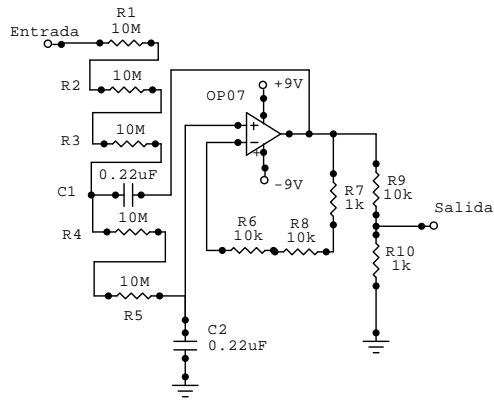 R1
10M
Entrada
R2
10M
R3
10M
C1
0.22uF
R4
10M
10M
R5
OP07
+9V
+
−
+
-9V
R6
10k
R8
10k
R7
1k
R9
10k
Salida
R10
1k
C2
0.22uF